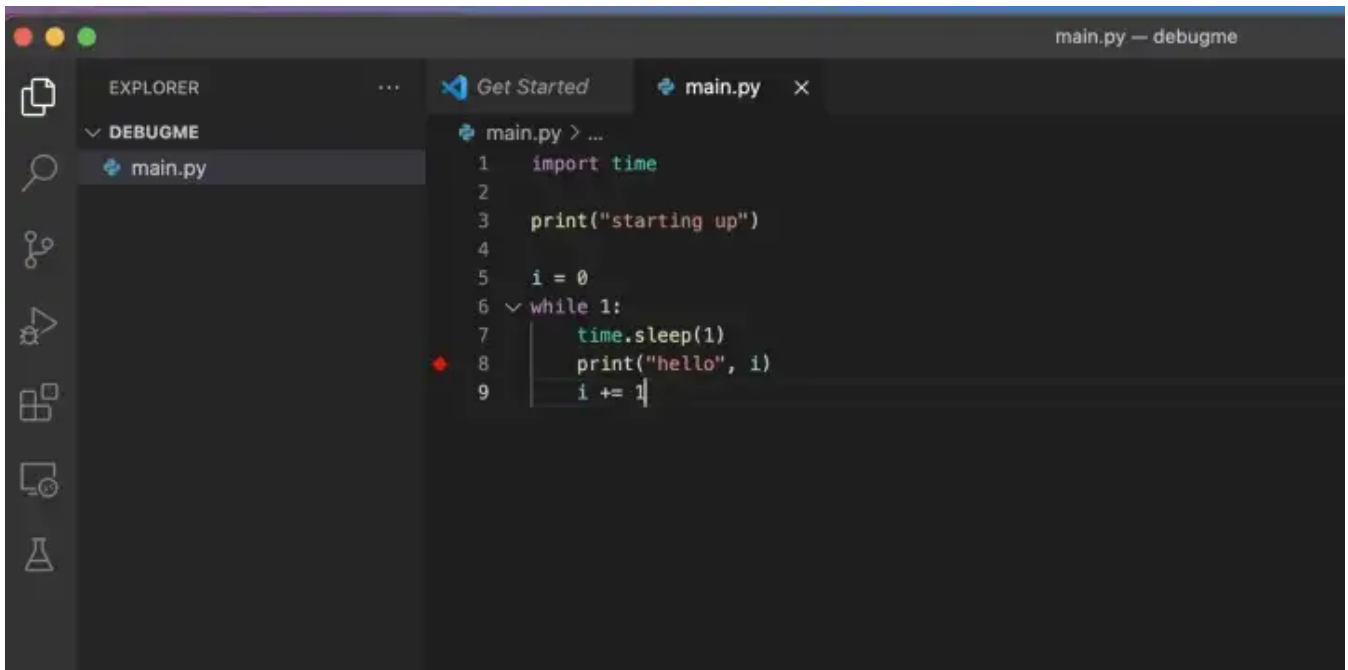 main.py — debugme
EXPLORER ...
Get Started
main.py
DEBUGME
main.py
main.py > ...
1 import time
2
3 print("starting up")
4
5 i = 0
6 while 1:
7 time.sleep(1)
8 print("hello", i)
9 i += 1